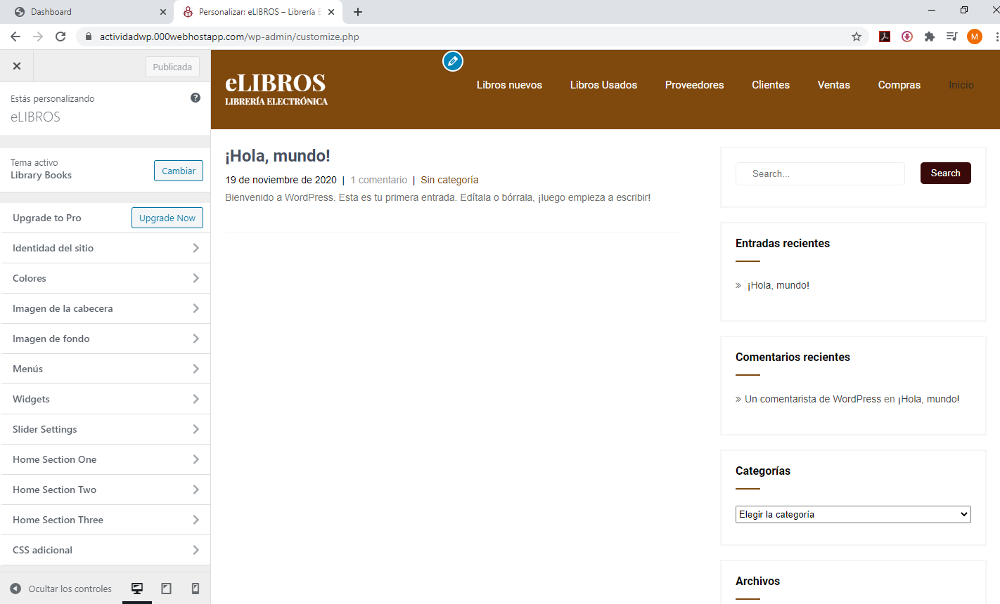 Dashboard
Personalizar: eLIBROS – Librería E
actividadwp.000webhostapp.com/wp-admin/customize.php
M
Publicada
Estás personalizando
eLIBROS
Tema activo
Library Books
Cambiar
Upgrade to Pro
Upgrade Now
Identidad del sitio
Colores
Imagen de la cabecera
Imagen de fondo
Menús
Widgets
Slider Settings
Home Section One
Home Section Two
Home Section Three
CSS adicional
Ocultar los controles
eLIBROS
LIBRERÍA ELECTRÓNICA
Libros nuevos Libros Usados Proveedores Clientes Ventas Compras Inicio
¡Hola, mundo!
19 de noviembre de 2020 | 1 comentario | Sin categoría
Bienvenido a WordPress. Esta es tu primera entrada. Edítala o bórrala, ¡luego empieza a escribir!
Search... Search
Entradas recientes
» ¡Hola, mundo!
Comentarios recientes
» Un comentarista de WordPress en ¡Hola, mundo!
Categorías
Elegir la categoría
Archivos